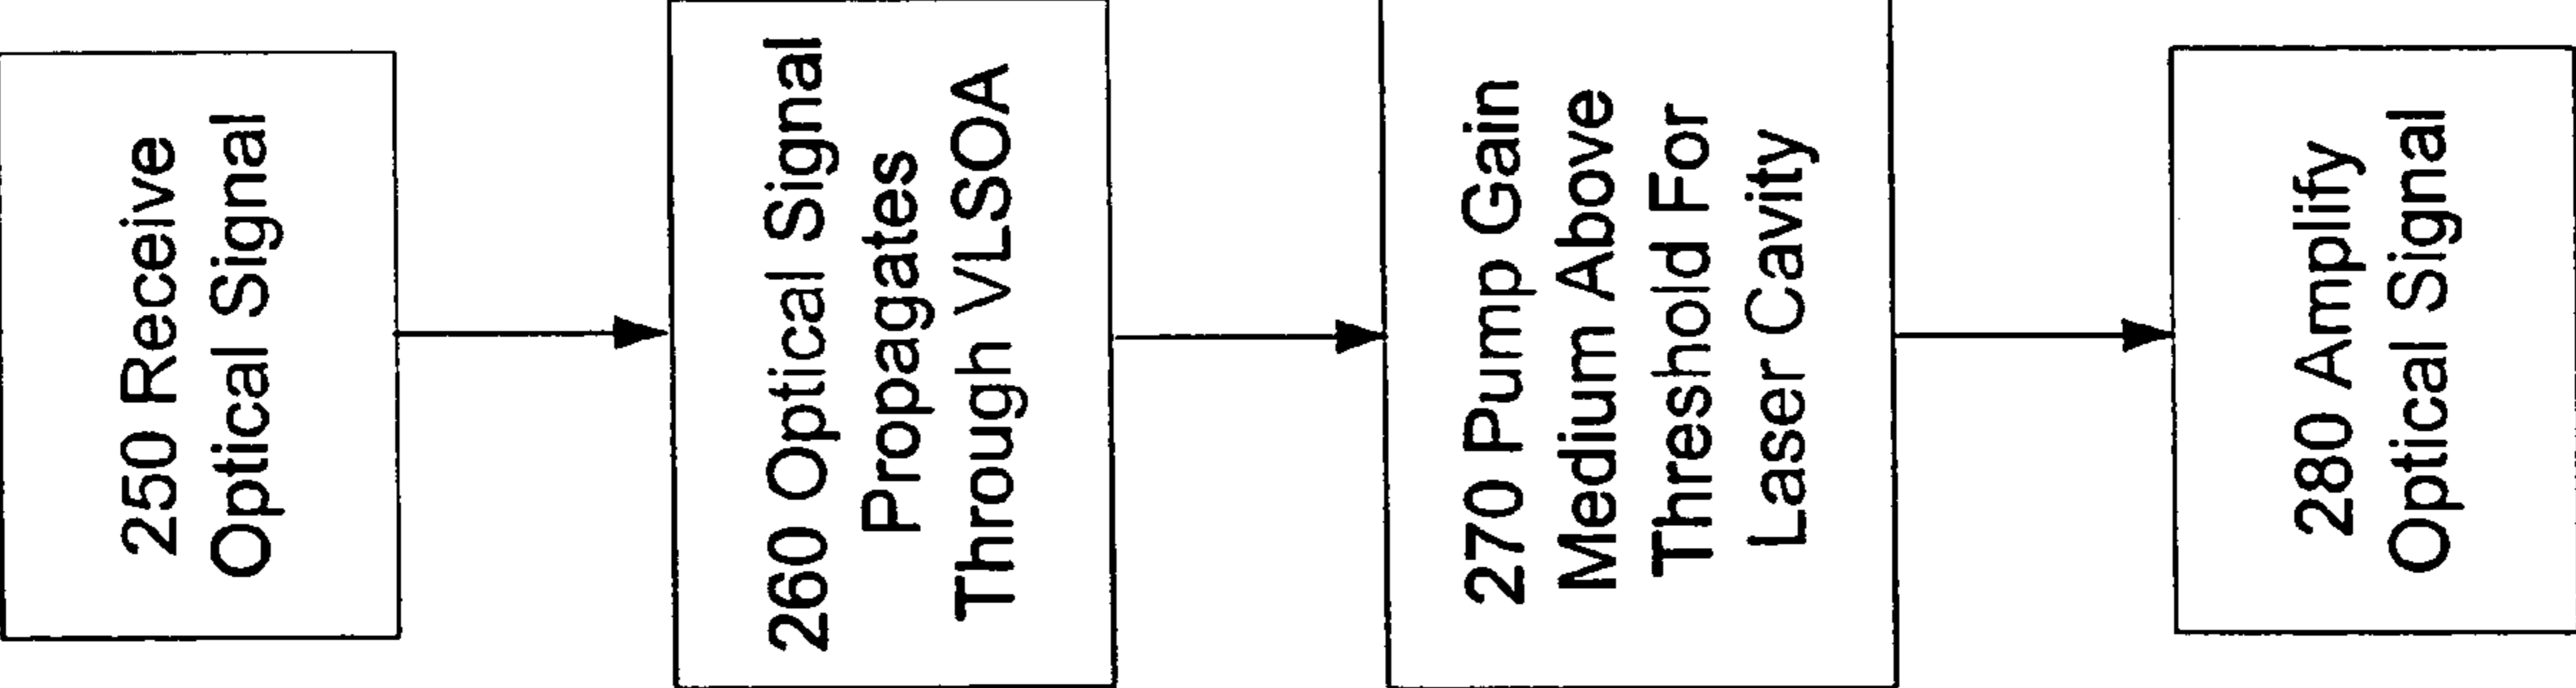 250 Receive
Optical Signal
260 Optical Signal
Propagates
Through VLSOA
270 Pump Gain
Medium Above
Threshold For
Laser Cavity
280 Amplify
Optical Signal